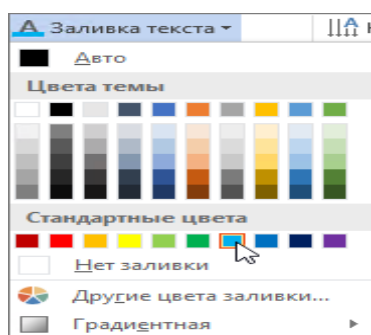 А Заливка текста
Авто
Цвета темы
Стандартные цвета
Нет заливки
Другие цвета заливки...
Градиентная